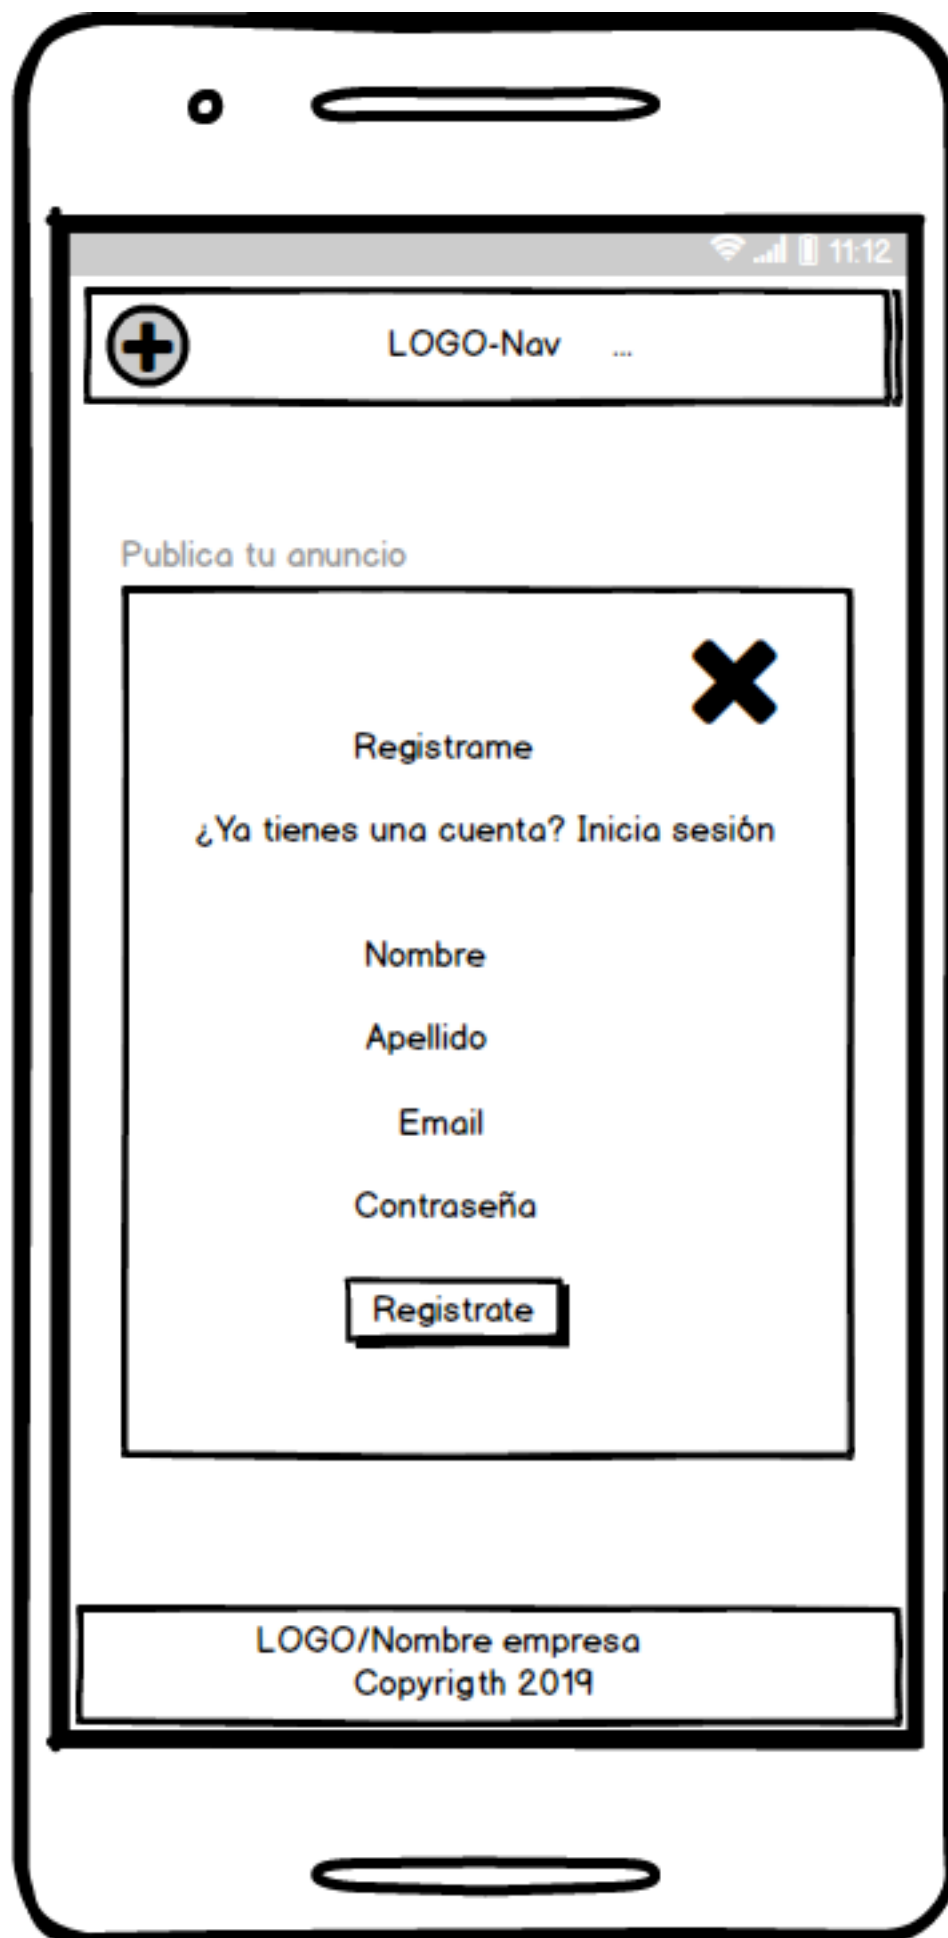 11:12
LOGO-Nav ...
Publica tu anuncio
Registrame
¿Ya tienes una cuenta? Inicia sesión
Nombre
Apellido
Email
Contraseña
Registrate
LOGO/Nombre empresa
Copyrigth 2019